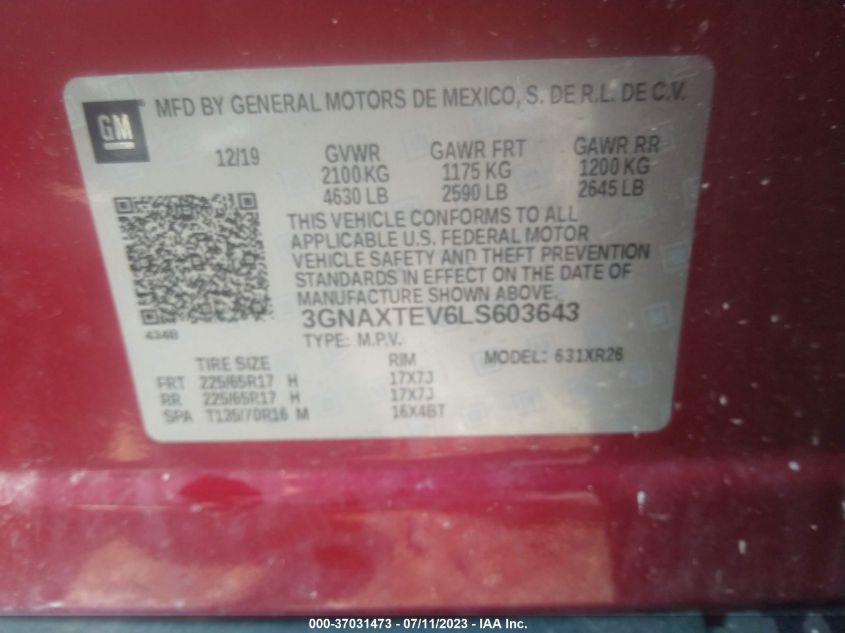 GM
MFD BY GENERAL MOTORS DE MEXICO, S. DE R.L. DE C.V.
12/19 GVWR GAWR FRT GAWR RR
2100 KG 1175 KG 1200 KG
4630 LB 2590 LB 2645 LB
THIS VEHICLE CONFORMS TO ALL
APPLICABLE U.S. FEDERAL MOTOR
VEHICLE SAFETY AND THEFT PREVENTION
STANDARDS IN EFFECT ON THE DATE OF
MANUFACTURE SHOWN ABOVE.
434B
3GNAXTEV6LS603643
TYPE: M.P.V. MODEL: 631XR26
TIRE SIZE RIM
FRT 225/65R17 H 17X7J
RR 225/65R17 H 17X7J
SPA T135/70R16 M 16X4BT
000-37031473 - 07/11/2023 - IAA Inc.